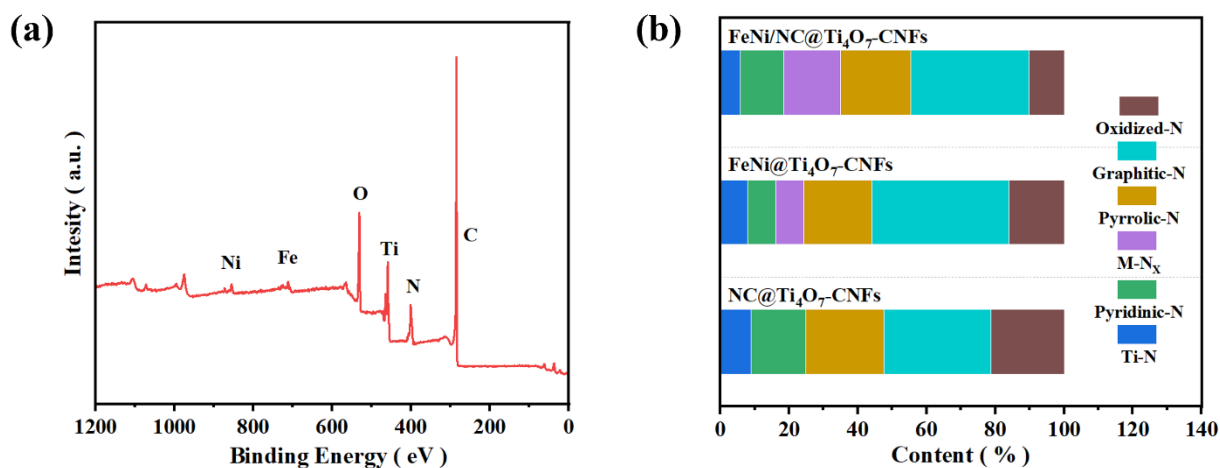 (a)
Intesity ( a.u. )
Ni
Fe
O
Ti
N
C
1200 1000 800 600 400 200 0
Binding Energy ( eV )
(b)
FeNi/NC@Ti₄O₇-CNFs
FeNi@Ti₄O₇-CNFs
NC@Ti₄O₇-CNFs
Oxidized-N
Graphitic-N
Pyrrolic-N
M-Nₓ
Pyridinic-N
Ti-N
0 20 40 60 80 100 120 140
Content ( % )